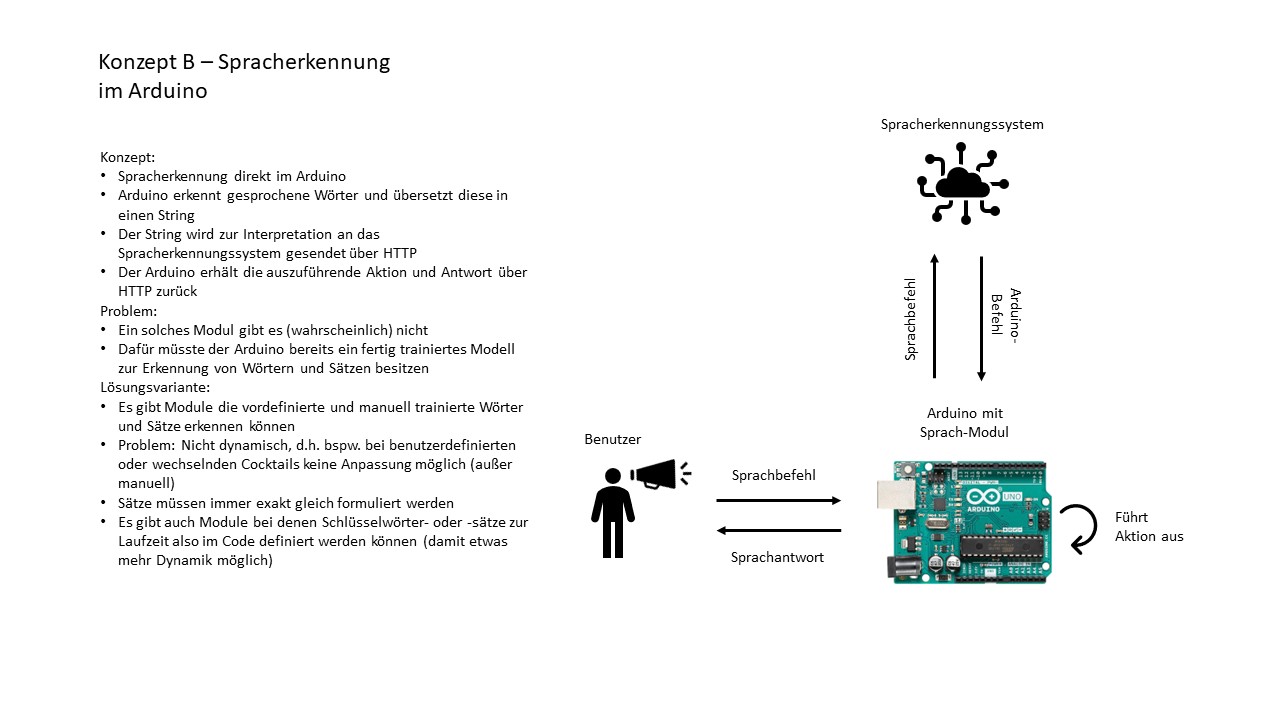 Konzept B – Spracherkennung
im Arduino
Konzept:
• Spracherkennung direkt im Arduino
• Arduino erkennt gesprochene Wörter und übersetzt diese in
einen String
• Der String wird zur Interpretation an das
Spracherkennungssystem gesendet über HTTP
• Der Arduino erhält die auszuführende Aktion und Antwort über
HTTP zurück
Problem:
• Ein solches Modul gibt es (wahrscheinlich) nicht
• Dafür müsste der Arduino bereits ein fertig trainiertes Modell
zur Erkennung von Wörtern und Sätzen besitzen
Lösungsvariante:
• Es gibt Module die vordefinierte und manuell trainierte Wörter
und Sätze erkennen können
• Problem: Nicht dynamisch, d.h. bspw. bei benutzerdefinierten
oder wechselnden Cocktails keine Anpassung möglich (außer
manuell)
• Sätze müssen immer exakt gleich formuliert werden
• Es gibt auch Module bei denen Schlüsselwörter- oder -sätze zur
Laufzeit also im Code definiert werden können (damit etwas
mehr Dynamik möglich)
Spracherkennungssystem
Sprachbefehl
Arduino-
Befehl
Arduino mit
Sprach-Modul
Benutzer
Sprachbefehl
Sprachantwort
UNO
ARDUINO
Führt
Aktion aus